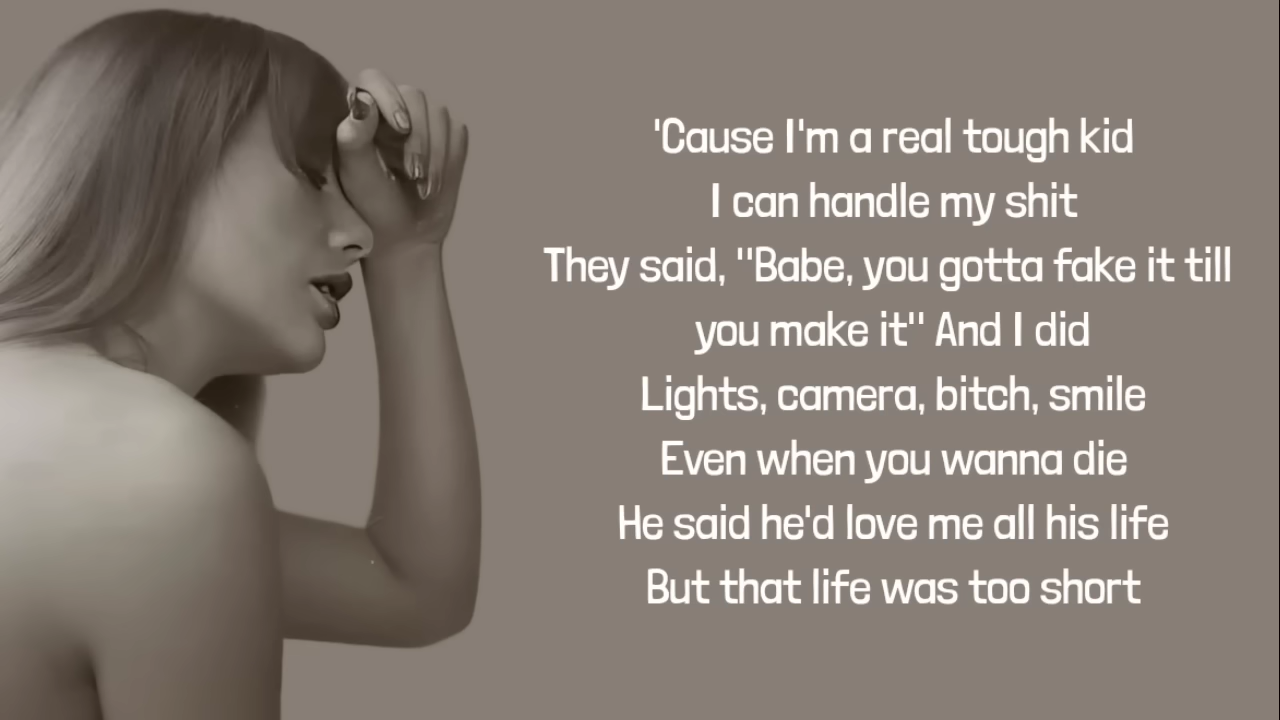 'Cause I'm a real tough kid
I can handle my shit
They said, "Babe, you gotta fake it till
you make it" And I did
Lights, camera, bitch, smile
Even when you wanna die
He said he'd love me all his life
But that life was too short